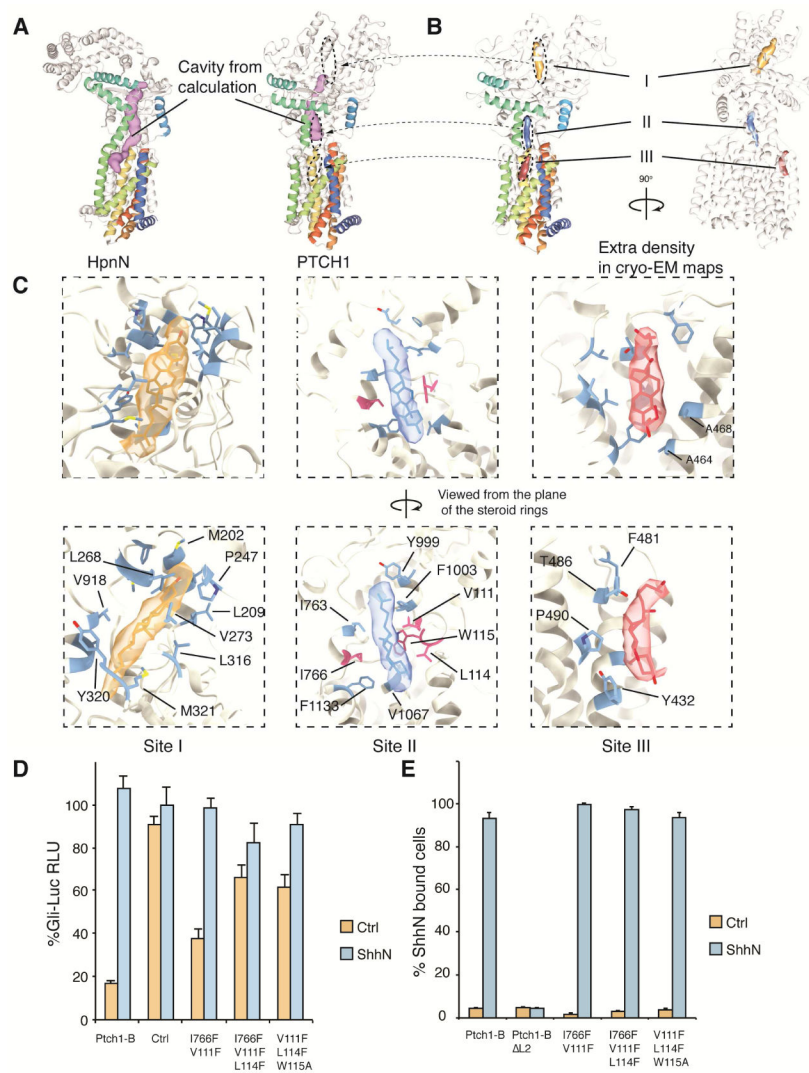 A
B
Cavity from
calculation
I
II
III
90°
HpnN
PTCH1
Extra density
in cryo-EM maps
C
A468
A464
Viewed from the plane
of the steroid rings
M202
L268
P247
V918
L209
V273
L316
Y320
M321
Site I
Y999
F1003
I763
V111
W115
I766
L114
F1133
V1067
Site II
F481
T486
P490
Y432
Site III
D
%Gli-Luc RLU
100
80
60
40
20
0
Ctrl
ShhN
Ptch1-B
Ctrl
I766F
V111F
I766F
V111F
L114F
V111F
L114F
W115A
E
% ShhN bound cells
100
80
60
40
20
0
Ctrl
ShhN
Ptch1-B
Ptch1-B
ΔL2
I766F
V111F
I766F
V111F
L114F
V111F
L114F
W115A